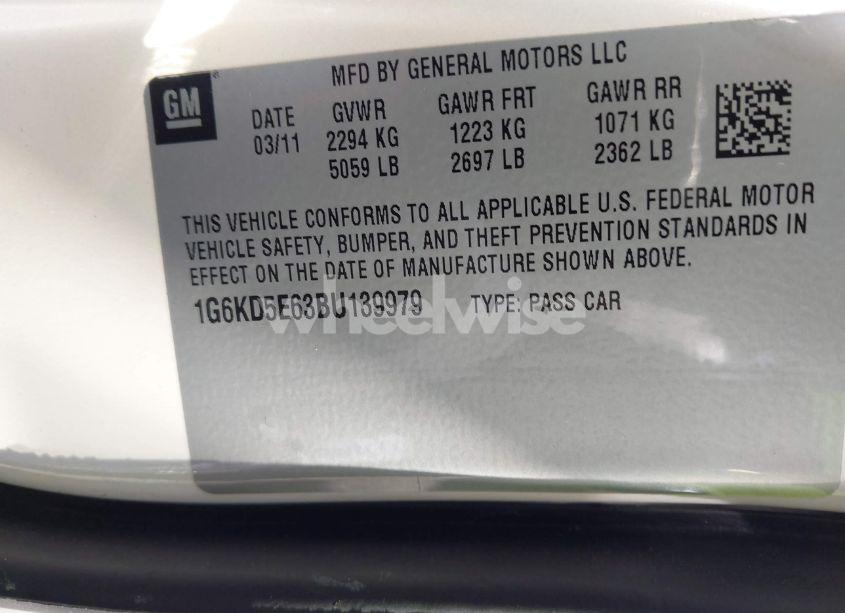 MFD BY GENERAL MOTORS LLC
GM
DATE GVWR GAWR FRT GAWR RR
03/11 2294 KG 1223 KG 1071 KG
5059 LB 2697 LB 2362 LB
THIS VEHICLE CONFORMS TO ALL APPLICABLE U.S. FEDERAL MOTOR
VEHICLE SAFETY, BUMPER, AND THEFT PREVENTION STANDARDS IN
EFFECT ON THE DATE OF MANUFACTURE SHOWN ABOVE.
1G6KD5E63BU139979 TYPE: PASS CAR
wheelwise